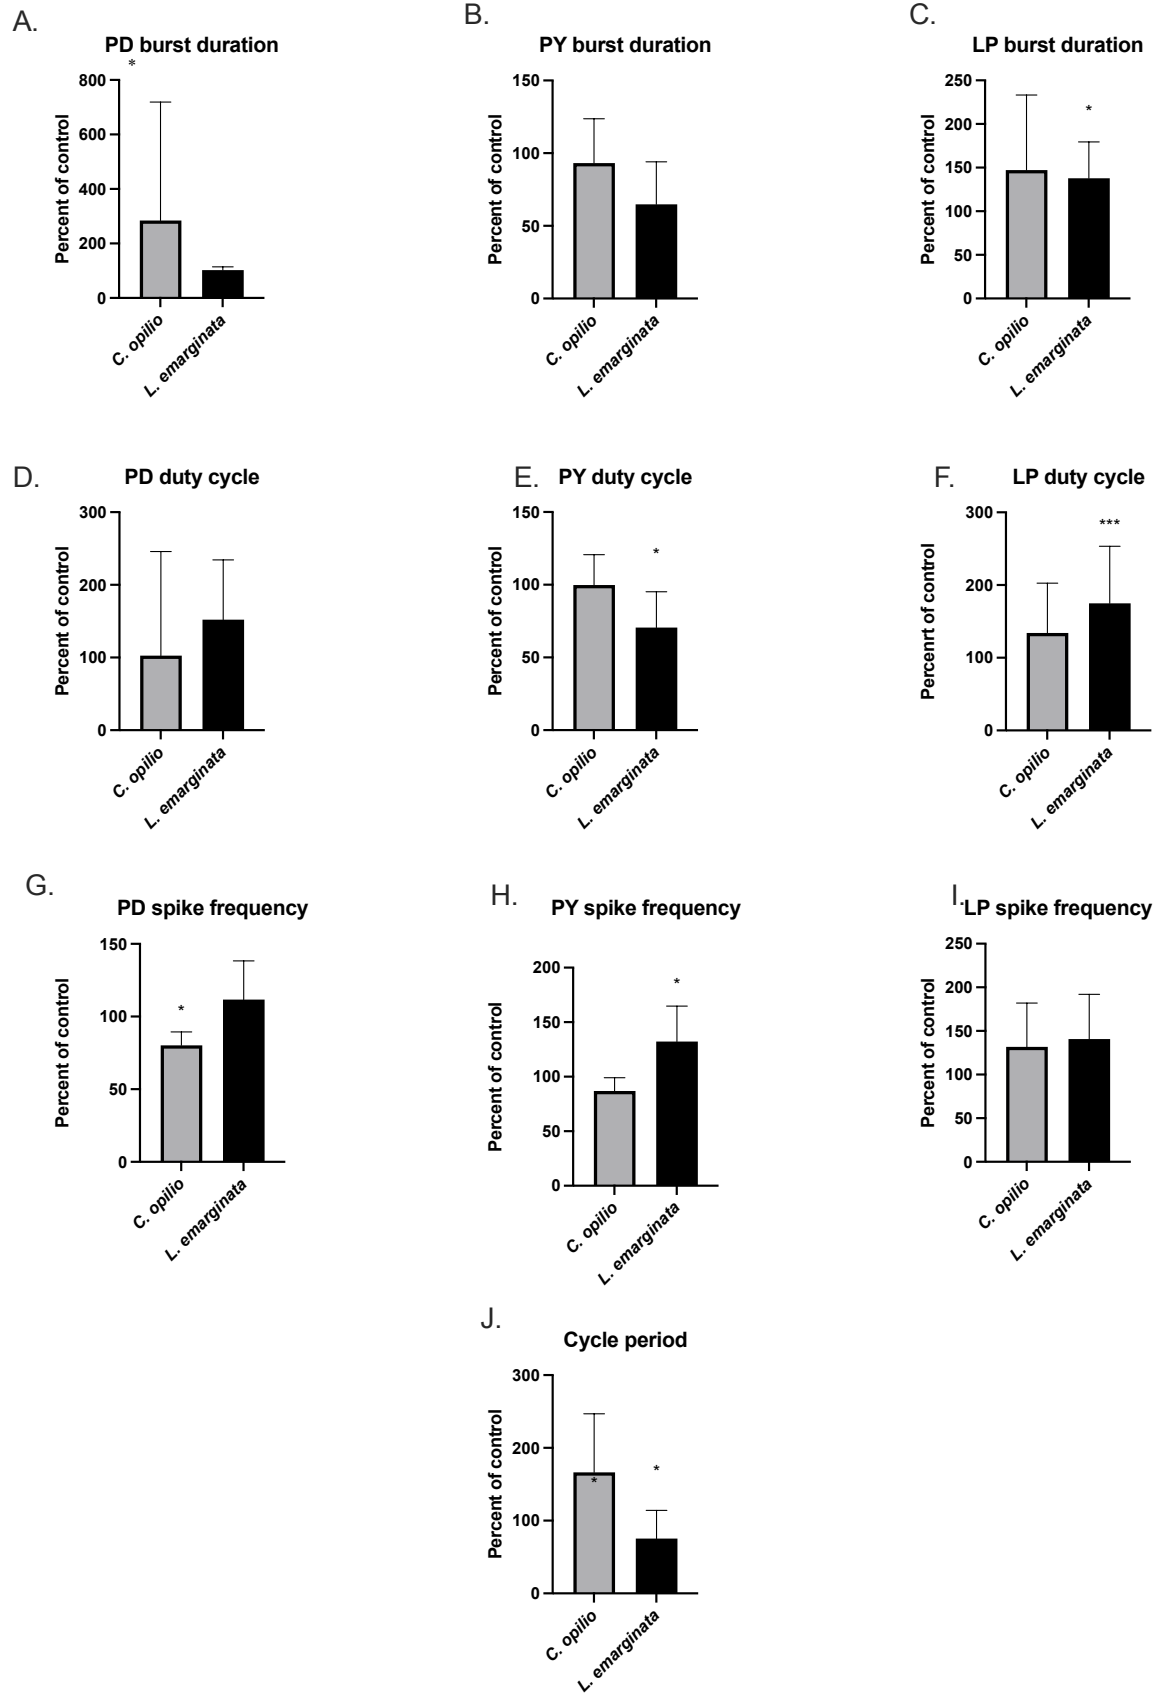 A.
PD burst duration
*
800
600
400
200
0
Percent of control
C. opilio
L. emarginata
B.
PY burst duration
150
100
50
0
Percent of control
C. opilio
L. emarginata
C.
LP burst duration
*
250
200
150
100
50
0
Percent of control
C. opilio
L. emarginata
D.
PD duty cycle
300
200
100
0
Percent of control
C. opilio
L. emarginata
E.
PY duty cycle
*
150
100
50
0
Percent of control
C. opilio
L. emarginata
F.
LP duty cycle
***
300
200
100
0
Percenrt of control
C. opilio
L. emarginata
G.
PD spike frequency
*
150
100
50
0
Percent of control
C. opilio
L. emarginata
H.
PY spike frequency
*
200
150
100
50
0
Percent of control
C. opilio
L. emarginata
I.
LP spike frequency
250
200
150
100
50
0
Percent of control
C. opilio
L. emarginata
J.
Cycle period
*
*
300
200
100
0
Percent of control
C. opilio
L. emarginata